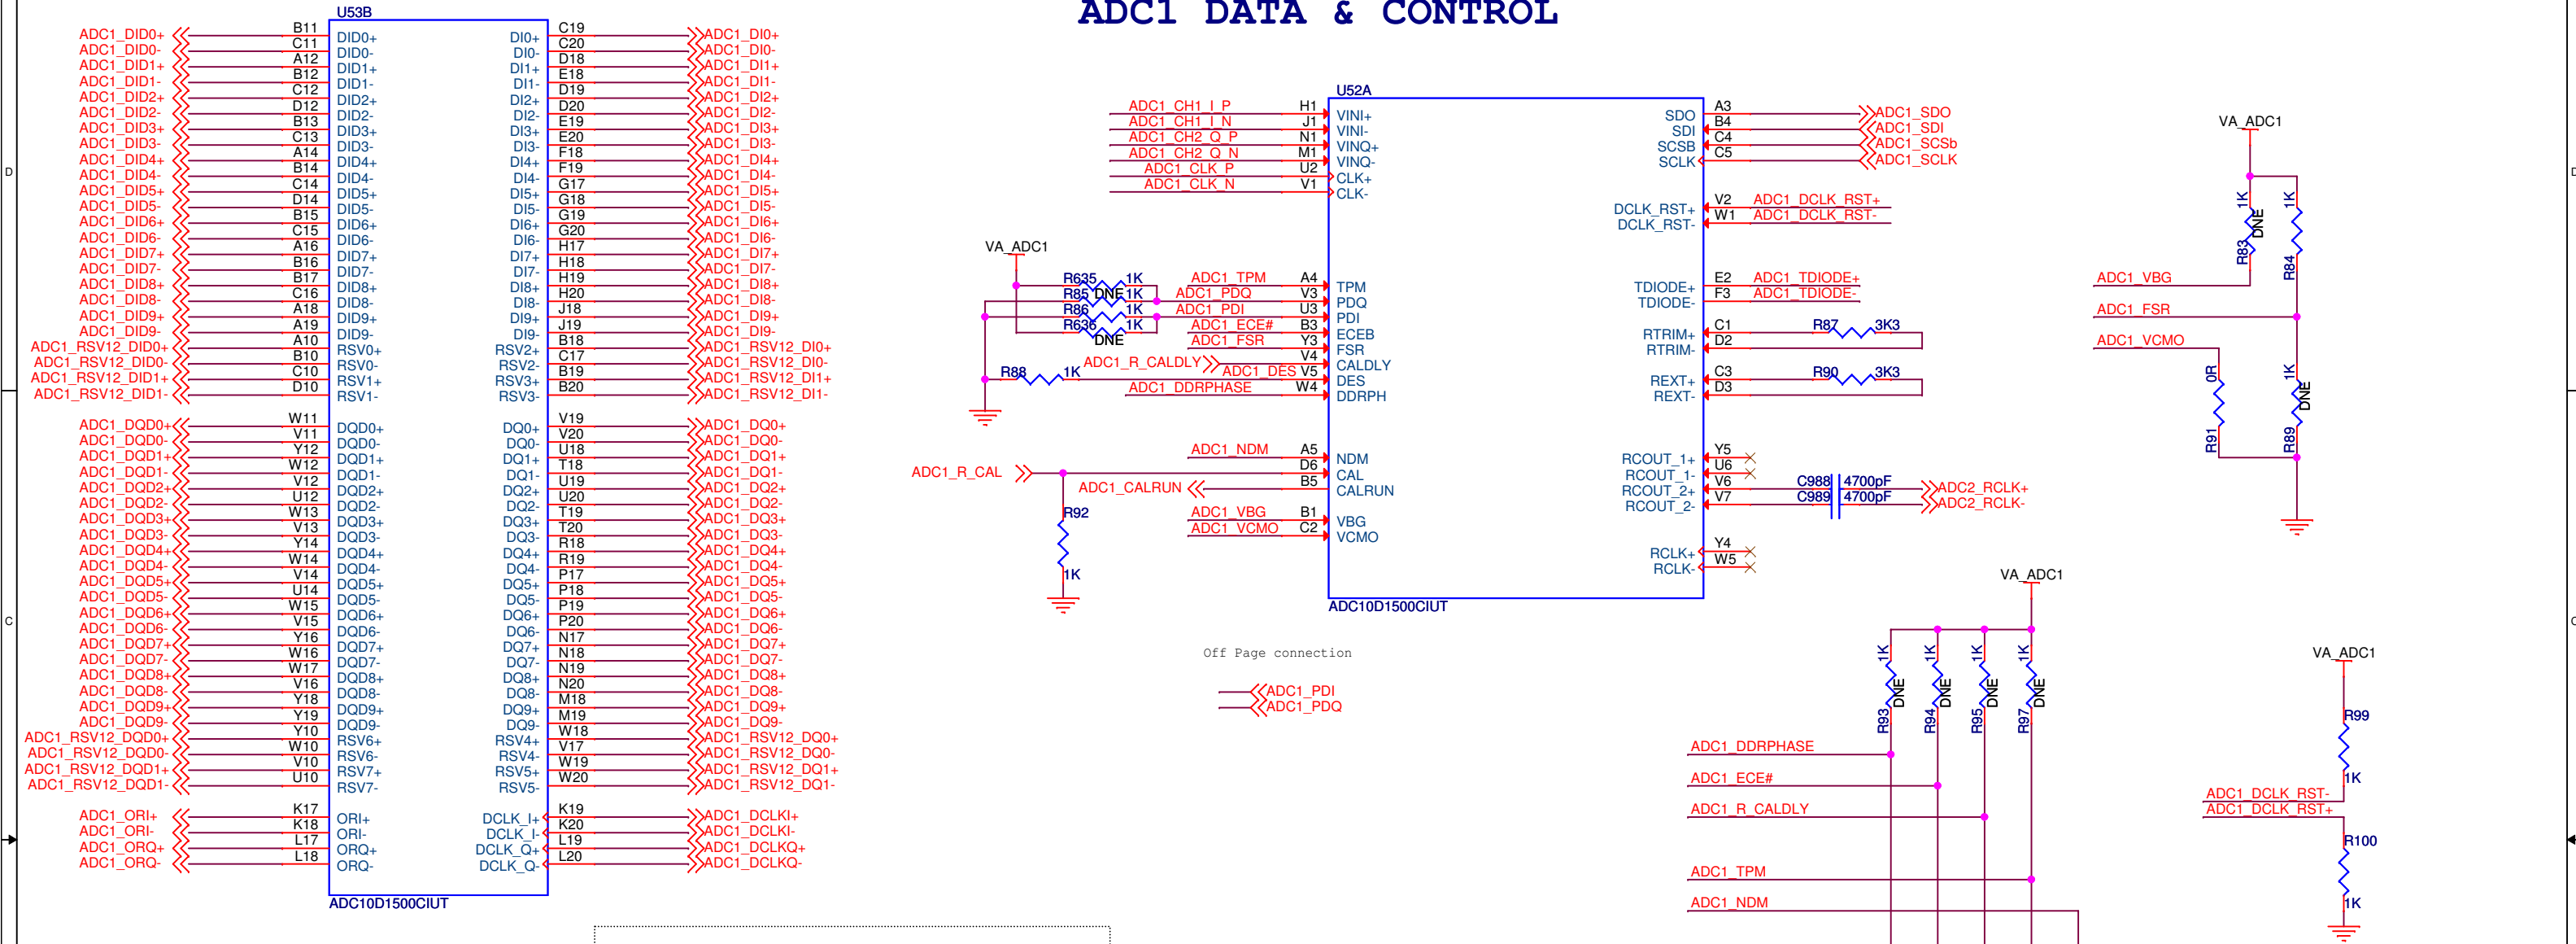 ADC1 DATA & CONTROL
U53B
ADC1_DID0+ B11 DID0+ DI0+ C19 ADC1_DI0+
ADC1_DID0- C11 DID0- DI0- C20 ADC1_DI0-
ADC1_DID1+ A12 DID1+ DI1+ D18 ADC1_DI1+
ADC1_DID1- B12 DID1- DI1- E18 ADC1_DI1-
ADC1_DID2+ C12 DID2+ DI2+ D19 ADC1_DI2+
ADC1_DID2- D12 DID2- DI2- D20 ADC1_DI2-
ADC1_DID3+ B13 DID3+ DI3+ E19 ADC1_DI3+
ADC1_DID3- C13 DID3- DI3- E20 ADC1_DI3-
ADC1_DID4+ A14 DID4+ DI4+ F18 ADC1_DI4+
ADC1_DID4- B14 DID4- DI4- F19 ADC1_DI4-
ADC1_DID5+ C14 DID5+ DI5+ G17 ADC1_DI5+
ADC1_DID5- D14 DID5- DI5- G18 ADC1_DI5-
ADC1_DID6+ B15 DID6+ DI6+ G19 ADC1_DI6+
ADC1_DID6- C15 DID6- DI6- G20 ADC1_DI6-
ADC1_DID7+ A16 DID7+ DI7+ H17 ADC1_DI7+
ADC1_DID7- B16 DID7- DI7- H18 ADC1_DI7-
ADC1_DID8+ B17 DID8+ DI8+ H19 ADC1_DI8+
ADC1_DID8- C16 DID8- DI8- H20 ADC1_DI8-
ADC1_DID9+ A18 DID9+ DI9+ J18 ADC1_DI9+
ADC1_DID9- A19 DID9- DI9- J19 ADC1_DI9-
ADC1_RSV12_DID0+ A10 RSV0+ RSV2+ B18 ADC1_RSV12_DI0+
ADC1_RSV12_DID0- B10 RSV0- RSV2- C17 ADC1_RSV12_DI0-
ADC1_RSV12_DID1+ C10 RSV1+ RSV3+ B19 ADC1_RSV12_DI1+
ADC1_RSV12_DID1- D10 RSV1- RSV3- B20 ADC1_RSV12_DI1-
ADC1_DQD0+ W11 DQD0+ DQ0+ V19 ADC1_DQ0+
ADC1_DQD0- V11 DQD0- DQ0- V20 ADC1_DQ0-
ADC1_DQD1+ Y12 DQD1+ DQ1+ U18 ADC1_DQ1+
ADC1_DQD1- W12 DQD1- DQ1- T18 ADC1_DQ1-
ADC1_DQD2+ V12 DQD2+ DQ2+ U19 ADC1_DQ2+
ADC1_DQD2- U12 DQD2- DQ2- U20 ADC1_DQ2-
ADC1_DQD3+ W13 DQD3+ DQ3+ T19 ADC1_DQ3+
ADC1_DQD3- V13 DQD3- DQ3- T20 ADC1_DQ3-
ADC1_DQD4+ Y14 DQD4+ DQ4+ R18 ADC1_DQ4+
ADC1_DQD4- W14 DQD4- DQ4- R19 ADC1_DQ4-
ADC1_DQD5+ V14 DQD5+ DQ5+ P17 ADC1_DQ5+
ADC1_DQD5- U14 DQD5- DQ5- P18 ADC1_DQ5-
ADC1_DQD6+ W15 DQD6+ DQ6+ P19 ADC1_DQ6+
ADC1_DQD6- V15 DQD6- DQ6- P20 ADC1_DQ6-
ADC1_DQD7+ Y16 DQD7+ DQ7+ N17 ADC1_DQ7+
ADC1_DQD7- W16 DQD7- DQ7- N18 ADC1_DQ7-
ADC1_DQD8+ W17 DQD8+ DQ8+ N19 ADC1_DQ8+
ADC1_DQD8- V16 DQD8- DQ8- N20 ADC1_DQ8-
ADC1_DQD9+ Y18 DQD9+ DQ9+ M18 ADC1_DQ9+
ADC1_DQD9- Y19 DQD9- DQ9- M19 ADC1_DQ9-
ADC1_RSV12_DQD0+ Y10 RSV6+ RSV4+ W18 ADC1_RSV12_DQ0+
ADC1_RSV12_DQD0- W10 RSV6- RSV4- V17 ADC1_RSV12_DQ0-
ADC1_RSV12_DQD1+ V10 RSV7+ RSV5+ W19 ADC1_RSV12_DQ1+
ADC1_RSV12_DQD1- U10 RSV7- RSV5- W20 ADC1_RSV12_DQ1-
ADC1_ORI+ K17 ORI+ DCLK_I+ K19 ADC1_DCLKI+
ADC1_ORI- K18 ORI- DCLK_I- K20 ADC1_DCLKI-
ADC1_ORQ+ L17 ORQ+ DCLK_Q+ L19 ADC1_DCLKQ+
ADC1_ORQ- L18 ORQ- DCLK_Q- L20 ADC1_DCLKQ-
ADC10D1500CIUT
U52A
ADC1_CH1_I_P H1 VINI+ SDO A3 ADC1_SDO
ADC1_CH1_I_N J1 VINI- SDI B4 ADC1_SDI
ADC1_CH2_Q_P N1 VINQ+ SCSB C4 ADC1_SCSb
ADC1_CH2_Q_N M1 VINQ- SCLK C5 ADC1_SCLK
ADC1_CLK_P U2 CLK+
ADC1_CLK_N V1 CLK-
DCLK_RST+ V2 ADC1_DCLK_RST+
DCLK_RST- W1 ADC1_DCLK_RST-
VA_ADC1
R635 1K ADC1_TPM A4 TPM TDIODE+ E2 ADC1_TDIODE+
R85 DNE 1K ADC1_PDQ V3 PDQ TDIODE- F3 ADC1_TDIODE-
R86 1K ADC1_PDI U3 PDI
R636 1K DNE ADC1_ECE# B3 ECEB RTRIM+ C1 R87 3K3
ADC1_FSR Y3 FSR RTRIM- D2
ADC1_R_CALDLY V4 CALDLY
R88 1K ADC1_DES V5 DES REXT+ C3 R90 3K3
ADC1_DDRPHASE W4 DDRPH REXT- D3
ADC1_NDM A5 NDM RCOUT_1+ Y5
ADC1_R_CAL D6 CAL RCOUT_1- U6
ADC1_CALRUN B5 CALRUN RCOUT_2+ V6 C988 4700pF ADC2_RCLK+
RCOUT_2- V7 C989 4700pF ADC2_RCLK-
R92
1K
ADC1_VBG B1 VBG
ADC1_VCMO C2 VCMO
RCLK+ Y4
RCLK- W5
ADC10D1500CIUT
Off Page connection
ADC1_PDI
ADC1_PDQ
VA_ADC1
R83 1K DNE
R84 1K
ADC1_VBG
ADC1_FSR
ADC1_VCMO
R91 0R
R89 1K DNE
VA_ADC1
R93 1K DNE
R94 1K DNE
R95 1K DNE
R97 1K DNE
ADC1_DDRPHASE
ADC1_ECE#
ADC1_R_CALDLY
ADC1_TPM
ADC1_NDM
VA_ADC1
R99
1K
ADC1_DCLK_RST-
ADC1_DCLK_RST+
R100
1K
D
C